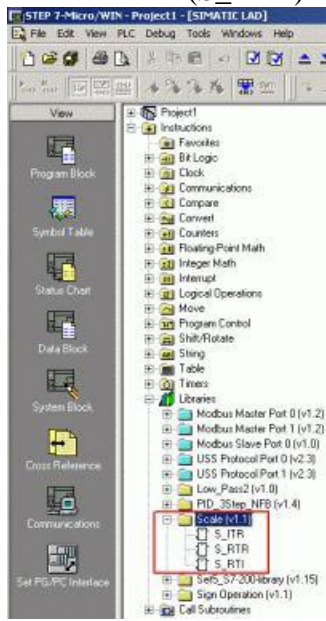 STEP 7-Micro/WIN - Project1 - [SIMATIC LAD]
File Edit View PLC Debug Tools Windows Help
View
Program Block
Symbol Table
Status Chart
Data Block
System Block
Cross Reference
Communications
Set PG/PC Interface
Project1
Instructions
Favorites
Bit Logic
Clock
Communications
Compare
Convert
Counters
Floating-Point Math
Integer Math
Interrupt
Logical Operations
Move
Program Control
Shift/Rotate
String
Table
Timers
Libraries
Modbus Master Port 0 (v1.2)
Modbus Master Port 1 (v1.2)
Modbus Slave Port 0 (v1.0)
USS Protocol Port 0 (v2.3)
USS Protocol Port 1 (v2.3)
Low_Pass2 (v1.0)
PID_3Step_NFB (v1.4)
Scale (v1.1)
S_ITR
S_RTR
S_RTI
Sign Operation (v1.1)
Call Subroutines